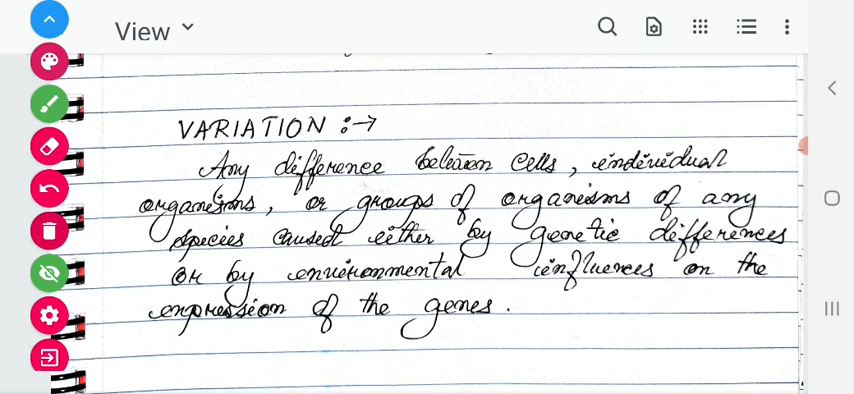 View
VARIATION :→
Any difference between cells, individual
organisms, or groups of organisms of any
species caused either by genetic differences
or by environmental influences on the
expression of the genes.